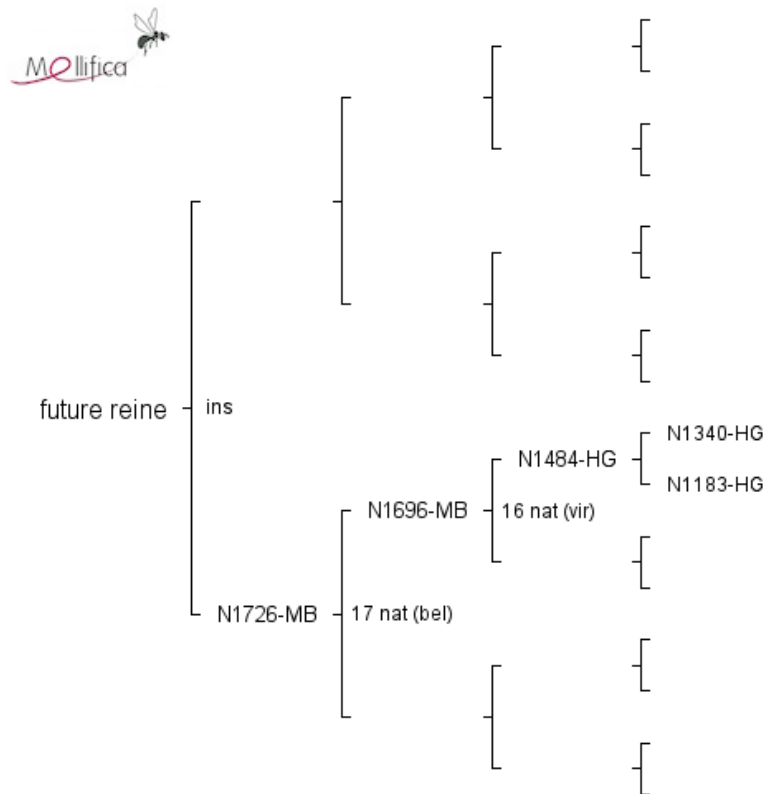 Mellifica
future reine
ins
N1340-HG
N1484-HG
N1183-HG
N1696-MB
16 nat (vir)
N1726-MB
17 nat (bel)